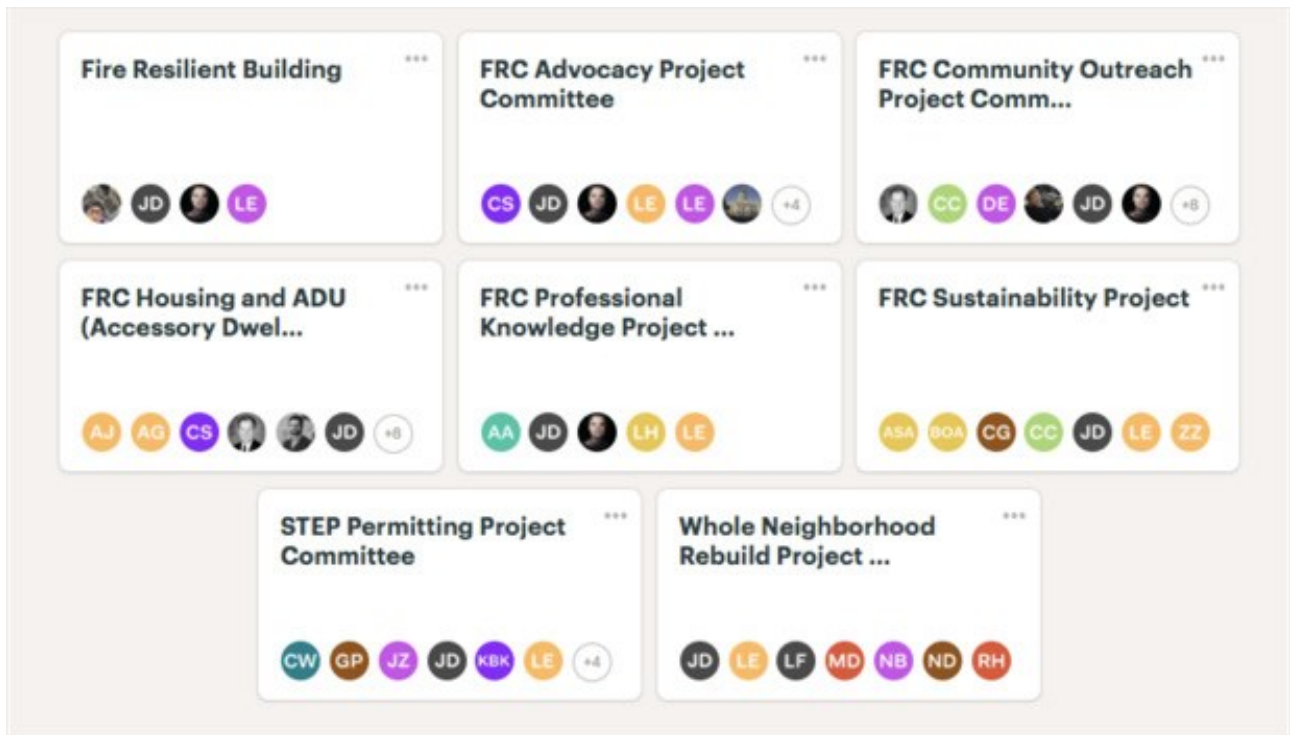 Fire Resilient Building
JD LE
FRC Advocacy Project
Committee
CS JD LE LE +4
FRC Community Outreach
Project Comm...
CC DE JD +8
FRC Housing and ADU
(Accessory Dwel...
AJ AG CS JD +8
FRC Professional
Knowledge Project ...
AA JD LH LE
FRC Sustainability Project
ASA BOA CG CC JD LE ZZ
STEP Permitting Project
Committee
CW GP JZ JD KBK LE +4
Whole Neighborhood
Rebuild Project ...
JD LE LF MD NB ND RH